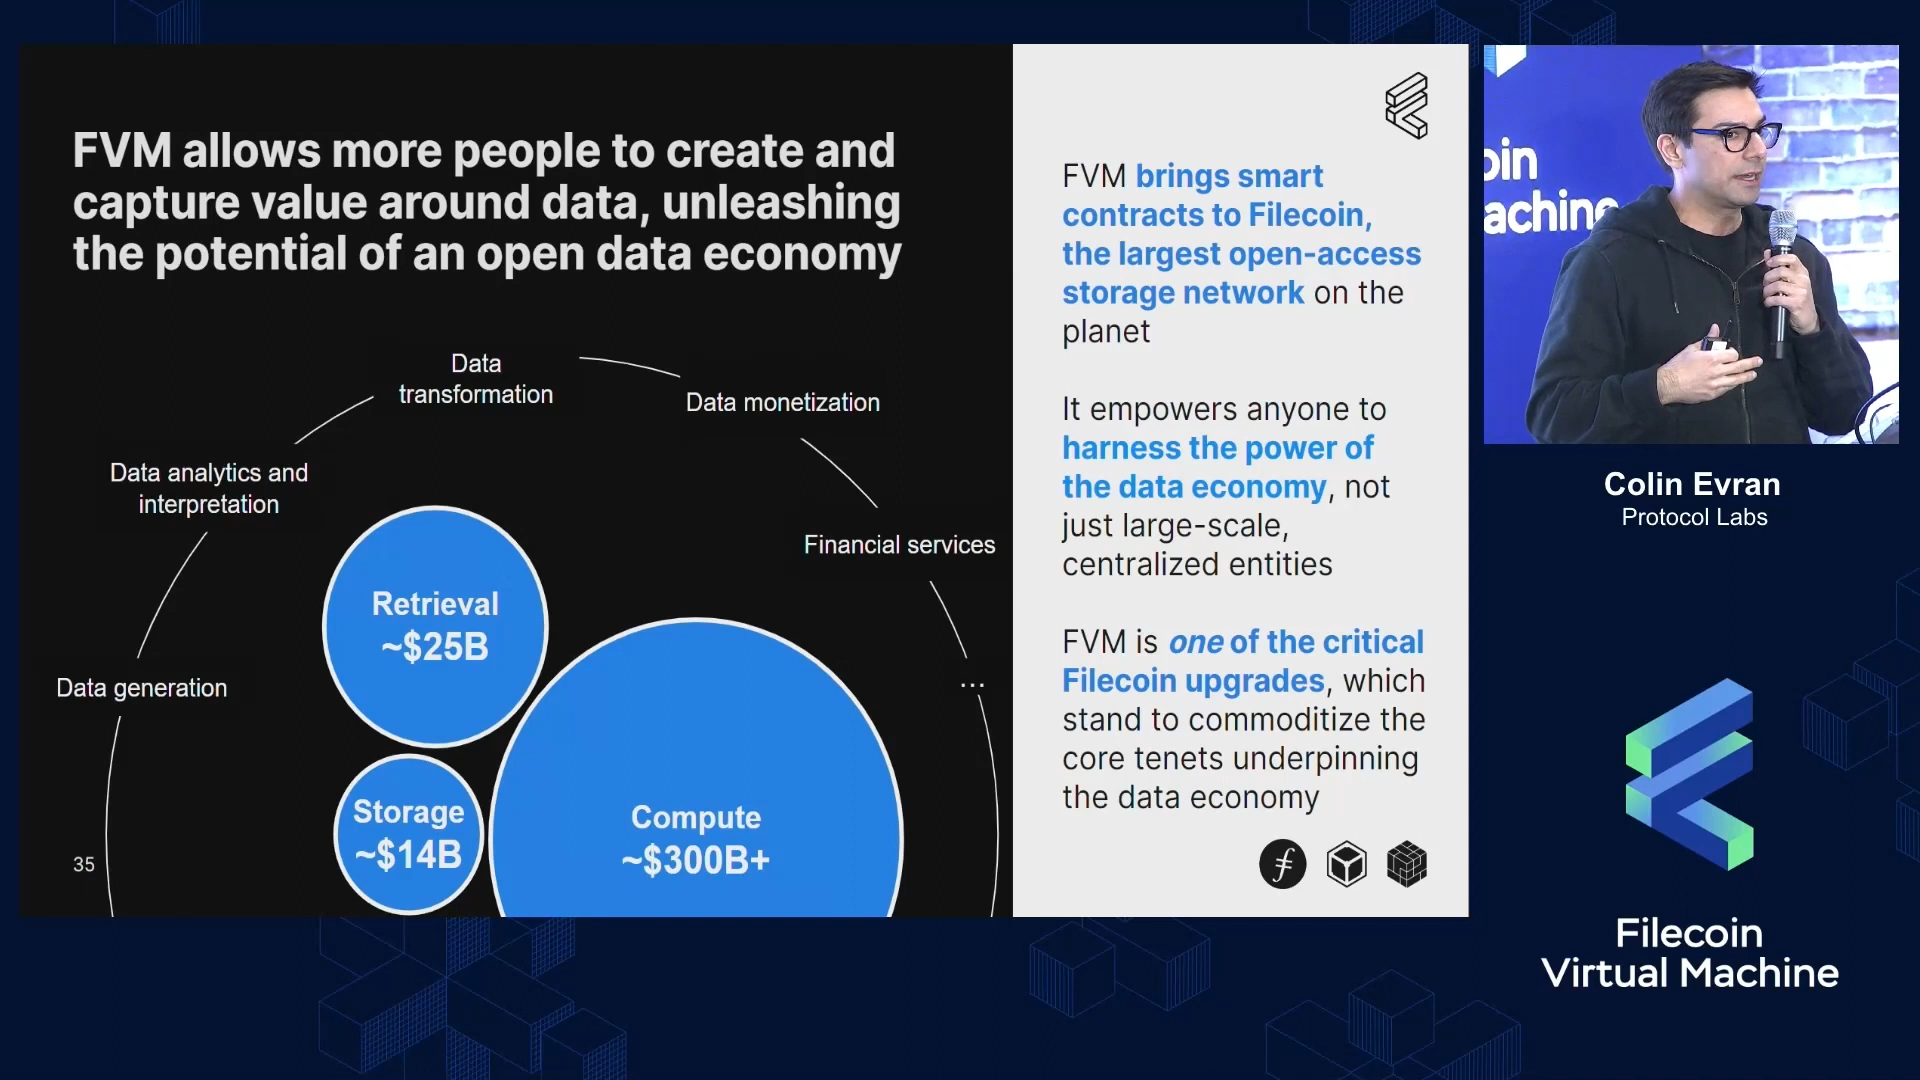 FVM allows more people to create and
capture value around data, unleashing
the potential of an open data economy
Data
transformation
Data monetization
Data analytics and
interpretation
Financial services
Data generation
...
Retrieval
~$25B
Storage
~$14B
Compute
~$300B+
35
FVM brings smart
contracts to Filecoin,
the largest open-access
storage network on the
planet
It empowers anyone to
harness the power of
the data economy, not
just large-scale,
centralized entities
FVM is one of the critical
Filecoin upgrades, which
stand to commoditize the
core tenets underpinning
the data economy
oin
achine
Colin Evran
Protocol Labs
Filecoin
Virtual Machine